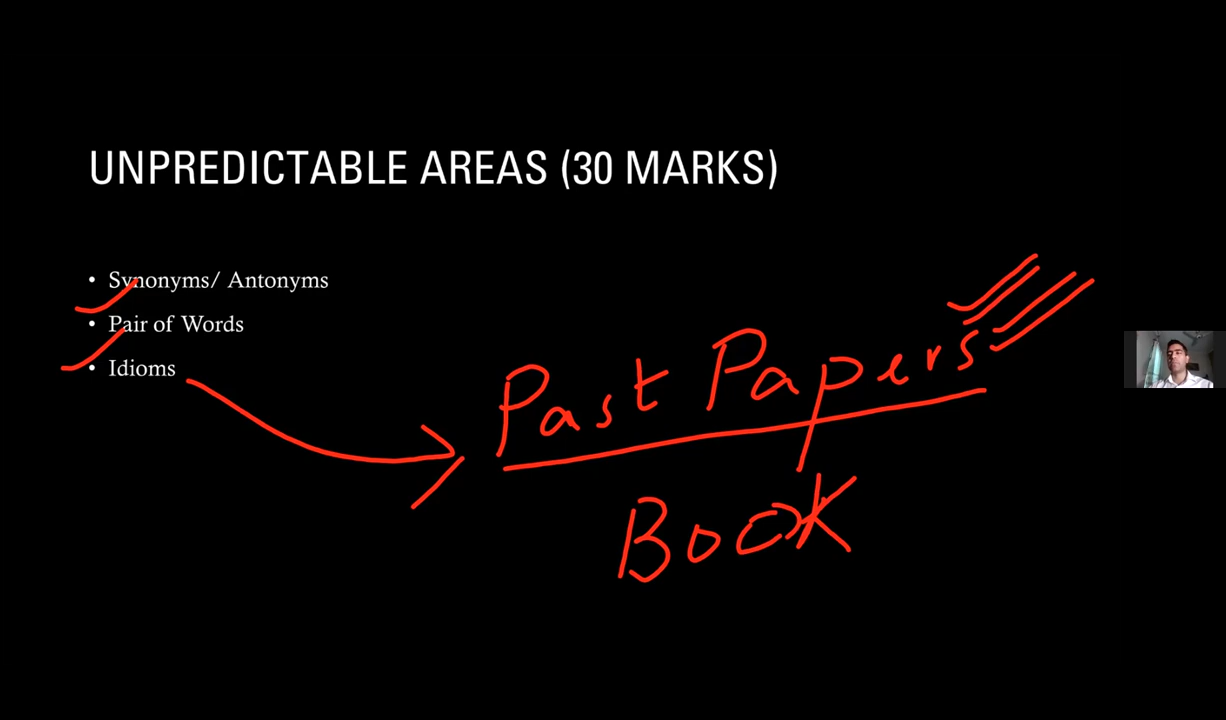 UNPREDICTABLE AREAS (30 MARKS)
• Synonyms/ Antonyms
• Pair of Words
• Idioms
Past Papers
Book